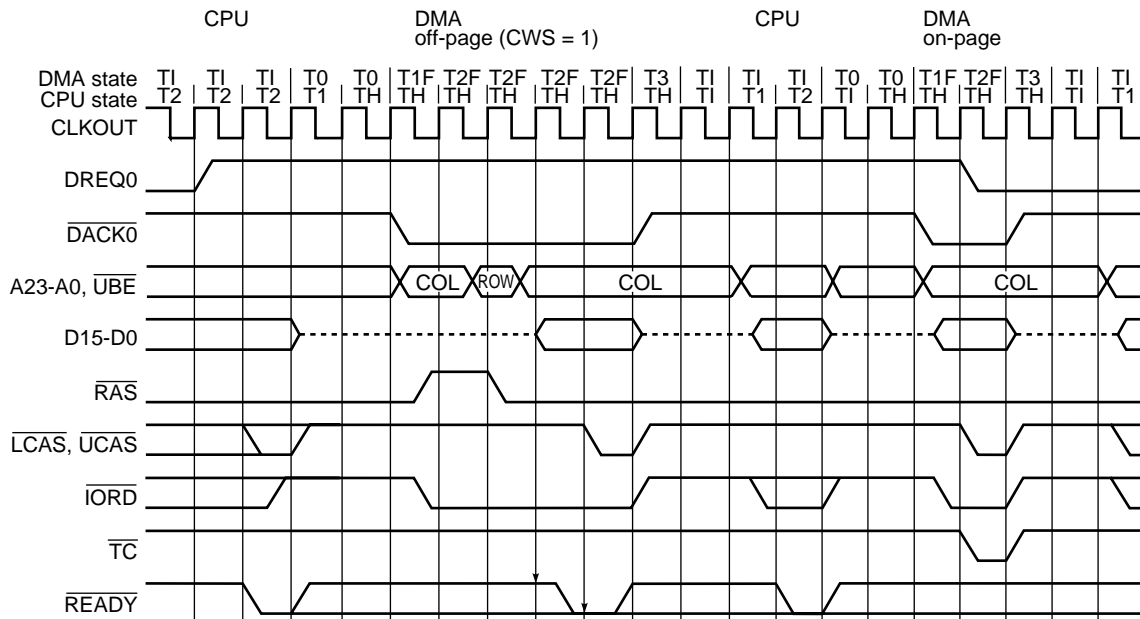 CPU DMA CPU DMA
off-page (CWS = 1) on-page
DMA state TI TI TI T0 T0 T1F T2F T2F T2F T2F T3 TI TI TI T0 T0 T1F T2F T3 TI TI
CPU state T2 T2 T2 T1 TH TH TH TH TH TH TH TI T1 T2 TI TH TH TH TH TI T1
CLKOUT
DREQ0
DACK0
A23-A0, UBE COL ROW COL COL
D15-D0
RAS
LCAS, UCAS
IORD
TC
READY